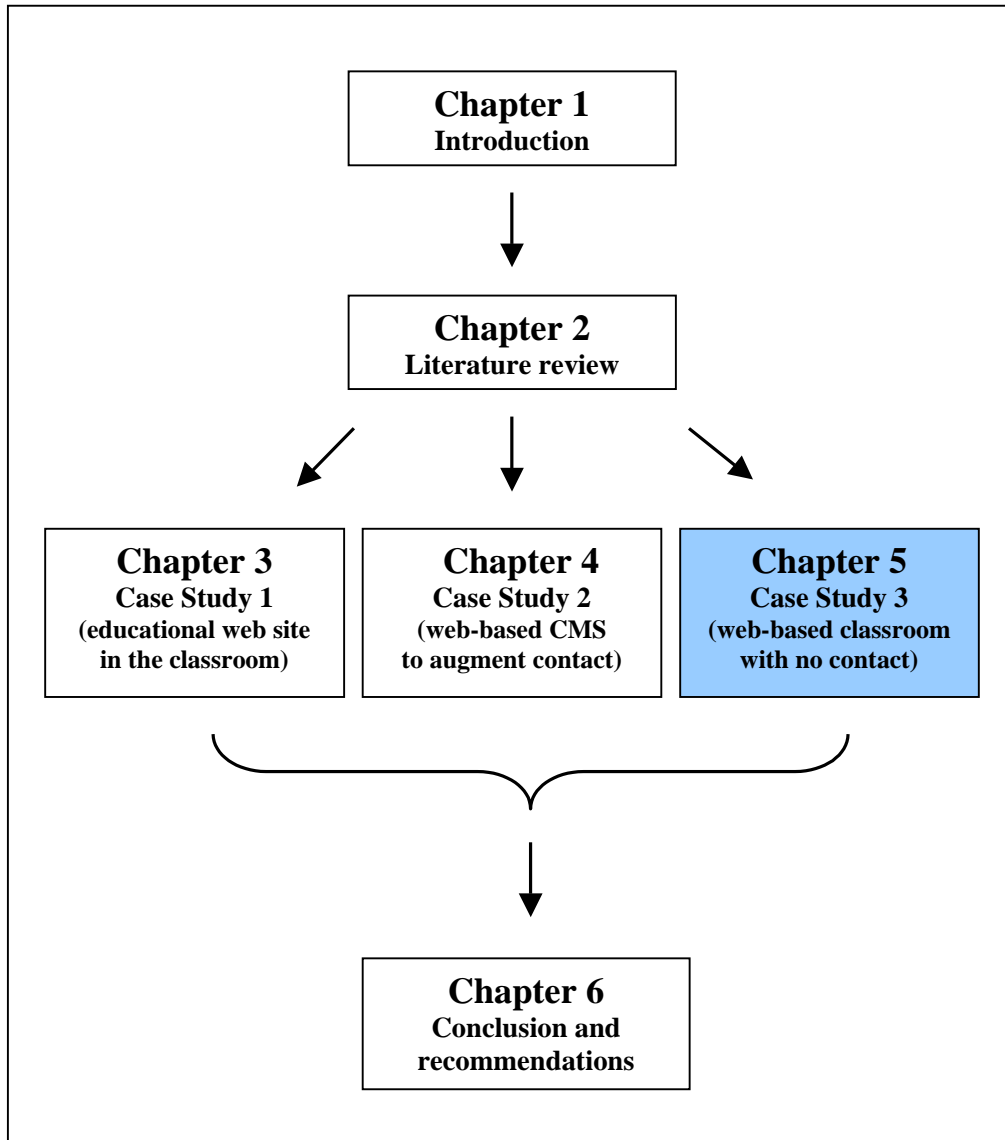 Chapter 1
Introduction
Chapter 2
Literature review
Chapter 3
Case Study 1
(educational web site
in the classroom)
Chapter 4
Case Study 2
(web-based CMS
to augment contact)
Chapter 5
Case Study 3
(web-based classroom
with no contact)
Chapter 6
Conclusion and
recommendations